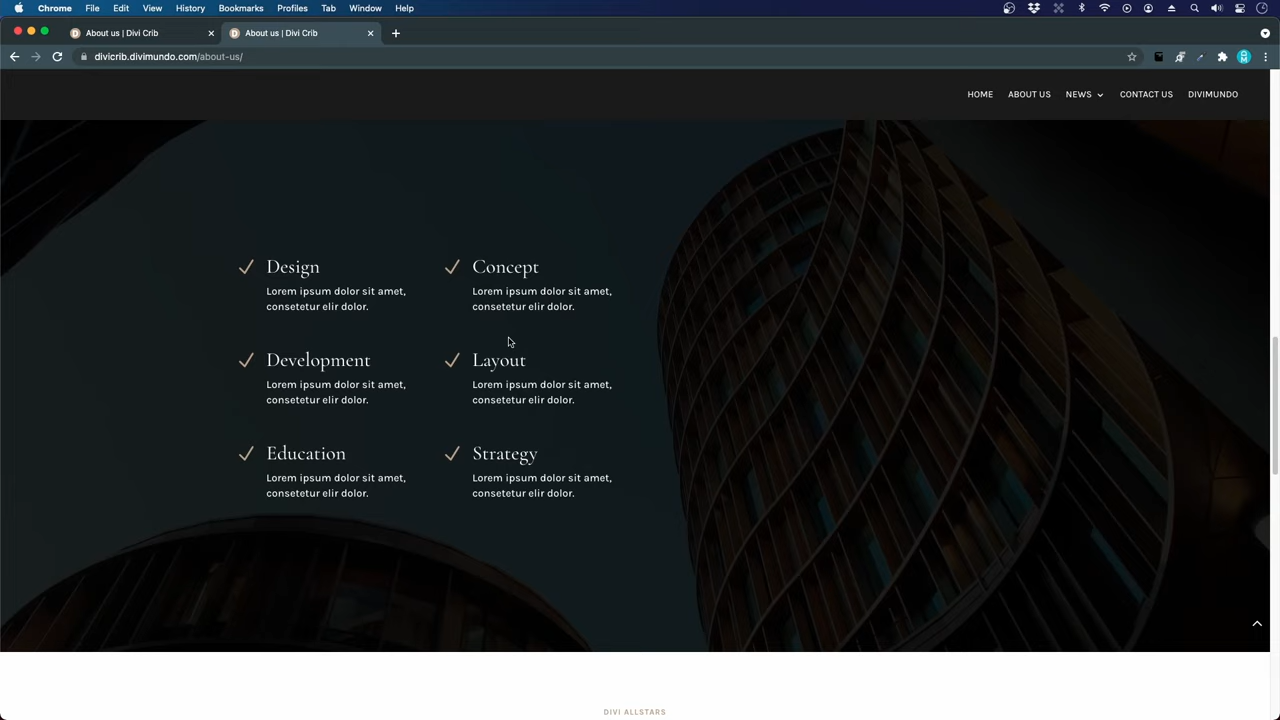 Chrome File Edit View History Bookmarks Profiles Tab Window Help
About us | Divi Crib
About us | Divi Crib
divicrib.divimundo.com/about-us/
HOME ABOUT US NEWS CONTACT US DIVIMUNDO
Design
Lorem ipsum dolor sit amet,
consetetur elir dolor.
Concept
Lorem ipsum dolor sit amet,
consetetur elir dolor.
Development
Lorem ipsum dolor sit amet,
consetetur elir dolor.
Layout
Lorem ipsum dolor sit amet,
consetetur elir dolor.
Education
Lorem ipsum dolor sit amet,
consetetur elir dolor.
Strategy
Lorem ipsum dolor sit amet,
consetetur elir dolor.
DIVI ALLSTARS